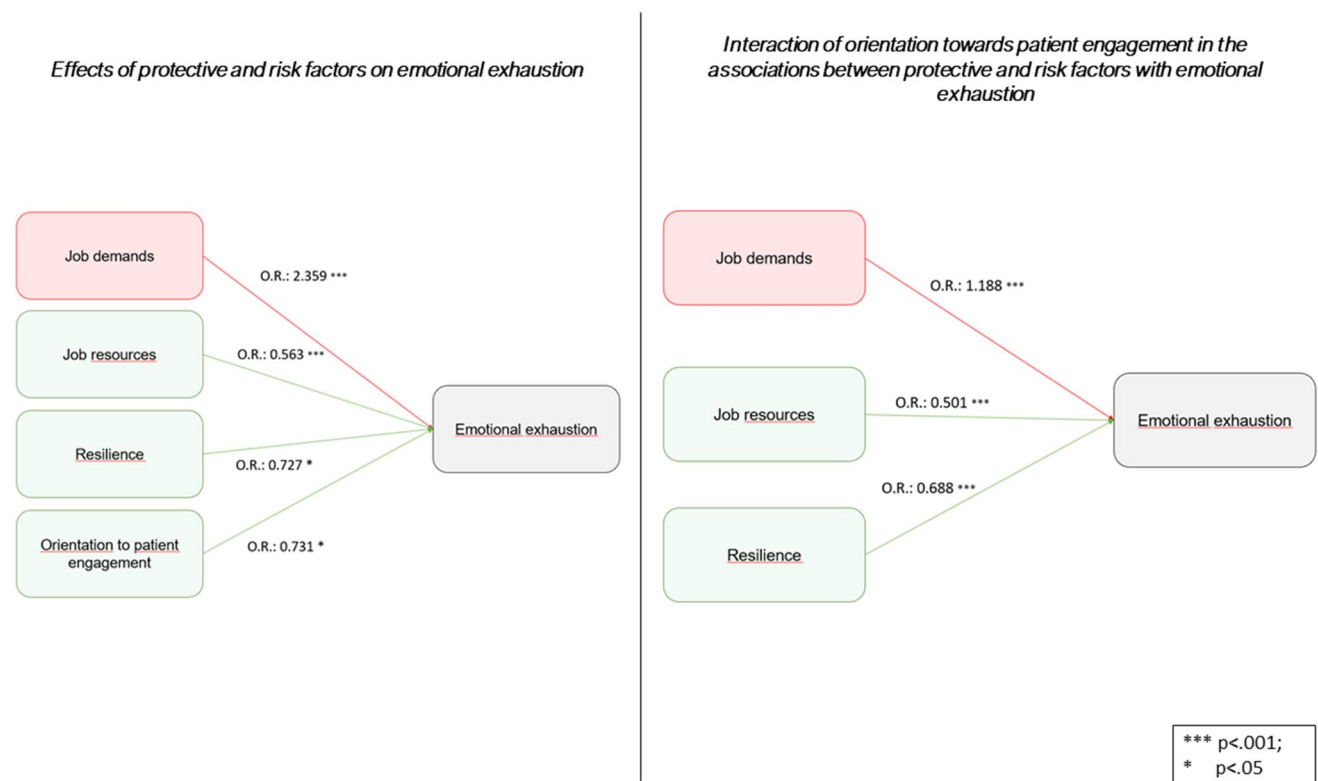 Effects of protective and risk factors on emotional exhaustion
Job demands
O.R.: 2.359 ***
Job resources
O.R.: 0.563 ***
Resilience
O.R.: 0.727 *
Orientation to patient
engagement
O.R.: 0.731 *
Emotional exhaustion
Interaction of orientation towards patient engagement in the
associations between protective and risk factors with emotional
exhaustion
Job demands
O.R.: 1.188 ***
Job resources
O.R.: 0.501 ***
Resilience
O.R.: 0.688 ***
Emotional exhaustion
*** p<.001;
* p<.05